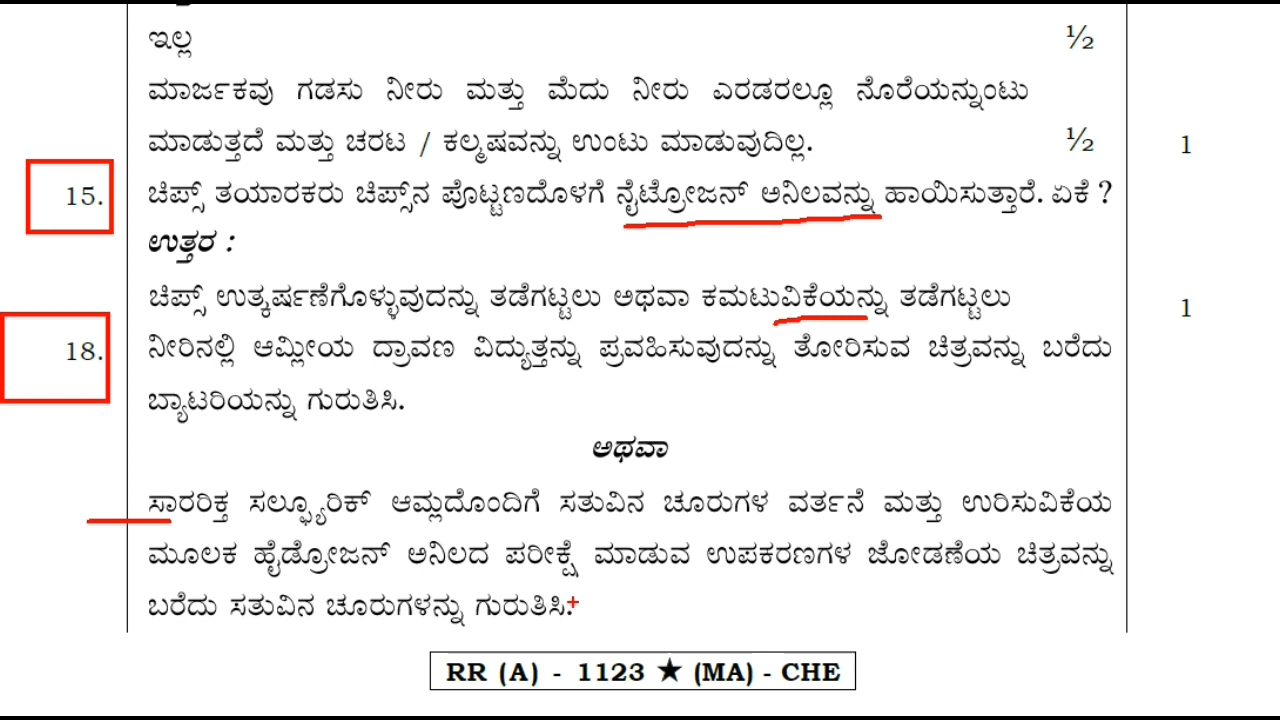 ಇಲ್ಲ ½
ಮಾರ್ಜಕವು ಗಡಸು ನೀರು ಮತ್ತು ಮೆದು ನೀರು ಎರಡರಲ್ಲೂ ನೊರೆಯನ್ನುಂಟು
ಮಾಡುತ್ತದೆ ಮತ್ತು ಚರಟ / ಕಲ್ಮಷವನ್ನು ಉಂಟು ಮಾಡುವುದಿಲ್ಲ. ½ 1
15. ಚಿಪ್ಸ್ ತಯಾರಕರು ಚಿಪ್ಸ್‌ನ ಪೊಟ್ಟಣದೊಳಗೆ ನೈಟ್ರೋಜನ್ ಅನಿಲವನ್ನು ಹಾಯಿಸುತ್ತಾರೆ. ಏಕೆ ?
ಉತ್ತರ :
ಚಿಪ್ಸ್ ಉತ್ಕರ್ಷಣೆಗೊಳ್ಳುವುದನ್ನು ತಡೆಗಟ್ಟಲು ಅಥವಾ ಕಮಟುವಿಕೆಯನ್ನು ತಡೆಗಟ್ಟಲು 1
18. ನೀರಿನಲ್ಲಿ ಆಮ್ಲೀಯ ದ್ರಾವಣ ವಿದ್ಯುತ್ತನ್ನು ಪ್ರವಹಿಸುವುದನ್ನು ತೋರಿಸುವ ಚಿತ್ರವನ್ನು ಬರೆದು
ಬ್ಯಾಟರಿಯನ್ನು ಗುರುತಿಸಿ.
ಅಥವಾ
ಸಾರರಿಕ್ತ ಸಲ್ಫ್ಯೂರಿಕ್ ಆಮ್ಲದೊಂದಿಗೆ ಸತುವಿನ ಚೂರುಗಳ ವರ್ತನೆ ಮತ್ತು ಉರಿಸುವಿಕೆಯ
ಮೂಲಕ ಹೈಡ್ರೋಜನ್ ಅನಿಲದ ಪರೀಕ್ಷೆ ಮಾಡುವ ಉಪಕರಣಗಳ ಜೋಡಣೆಯ ಚಿತ್ರವನ್ನು
ಬರೆದು ಸತುವಿನ ಚೂರುಗಳನ್ನು ಗುರುತಿಸಿ.
RR (A) - 1123 ★ (MA) - CHE